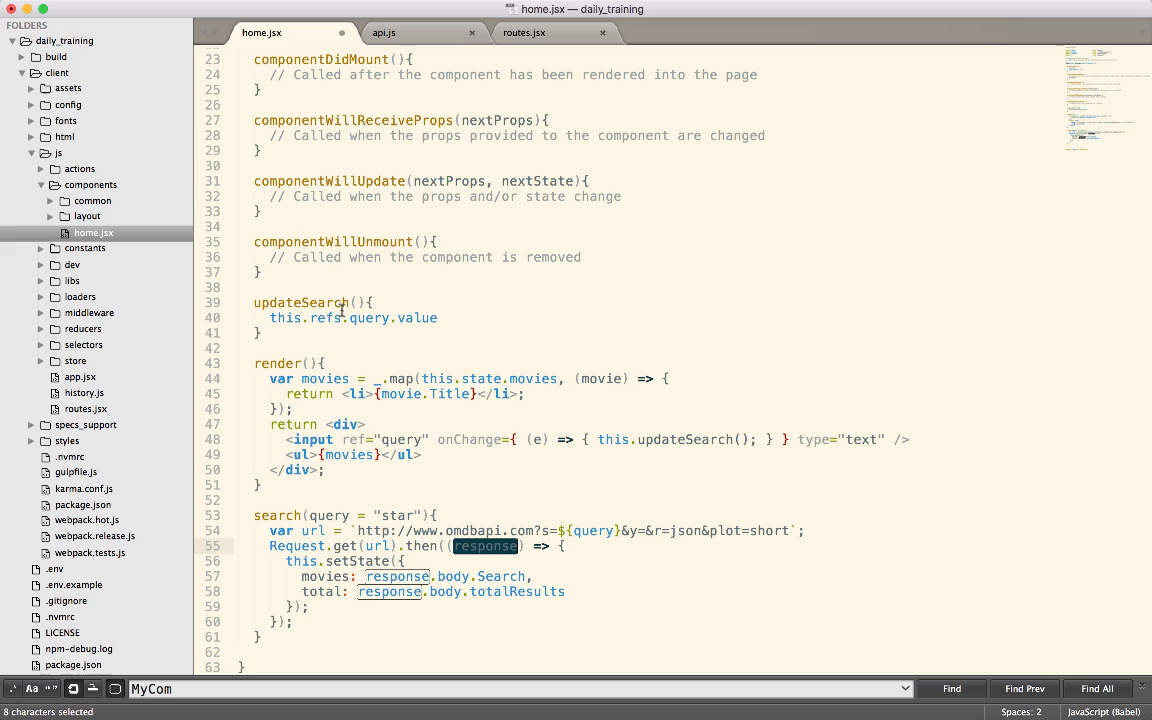 home.jsx — daily_training
FOLDERS
daily_training
build
client
assets
config
fonts
html
js
actions
components
common
layout
home.jsx
constants
dev
libs
loaders
middleware
reducers
selectors
store
app.jsx
history.js
routes.jsx
specs_support
styles
.nvmrc
gulpfile.js
karma.conf.js
package.json
webpack.hot.js
webpack.release.js
webpack.tests.js
.env
.env.example
.gitignore
.nvmrc
LICENSE
npm-debug.log
package.json
home.jsx
api.js
routes.jsx
23 componentDidMount(){
24 // Called after the component has been rendered into the page
25 }
26
27 componentWillReceiveProps(nextProps){
28 // Called when the props provided to the component are changed
29 }
30
31 componentWillUpdate(nextProps, nextState){
32 // Called when the props and/or state change
33 }
34
35 componentWillUnmount(){
36 // Called when the component is removed
37 }
38
39 updateSearch(){
40 this.refs.query.value
41 }
42
43 render(){
44 var movies = _.map(this.state.movies, (movie) => {
45 return <li>{movie.Title}</li>;
46 });
47 return <div>
48 <input ref="query" onChange={ (e) => { this.updateSearch(); } } type="text" />
49 <ul>{movies}</ul>
50 </div>;
51 }
52
53 search(query = "star"){
54 var url = `http://www.omdbapi.com?s=${query}&y=&r=json&plot=short`;
55 Request.get(url).then((response) => {
56 this.setState({
57 movies: response.body.Search,
58 total: response.body.totalResults
59 });
60 });
61 }
62
63 }
.* Aa “” MyCom Find Find Prev Find All
8 characters selected Spaces: 2 JavaScript (Babel)